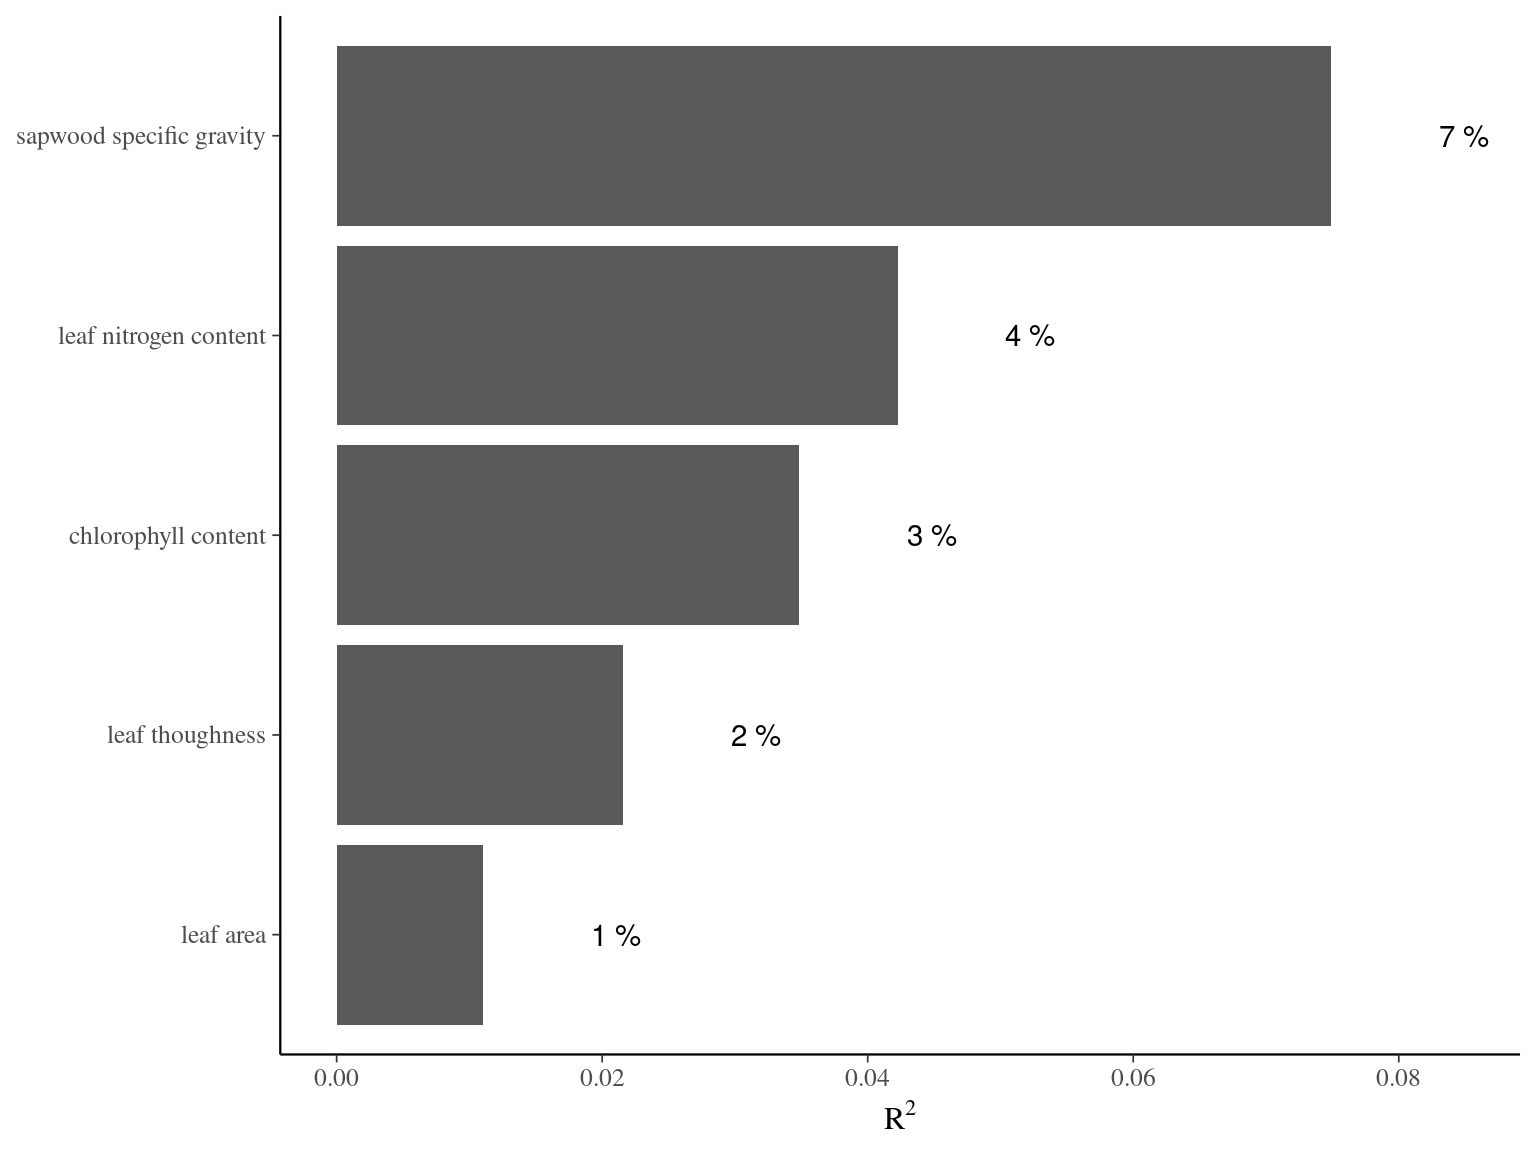 sapwood specific gravity
7 %
leaf nitrogen content
4 %
chlorophyll content
3 %
leaf thoughness
2 %
leaf area
1 %
0.00 0.02 0.04 0.06 0.08
R²